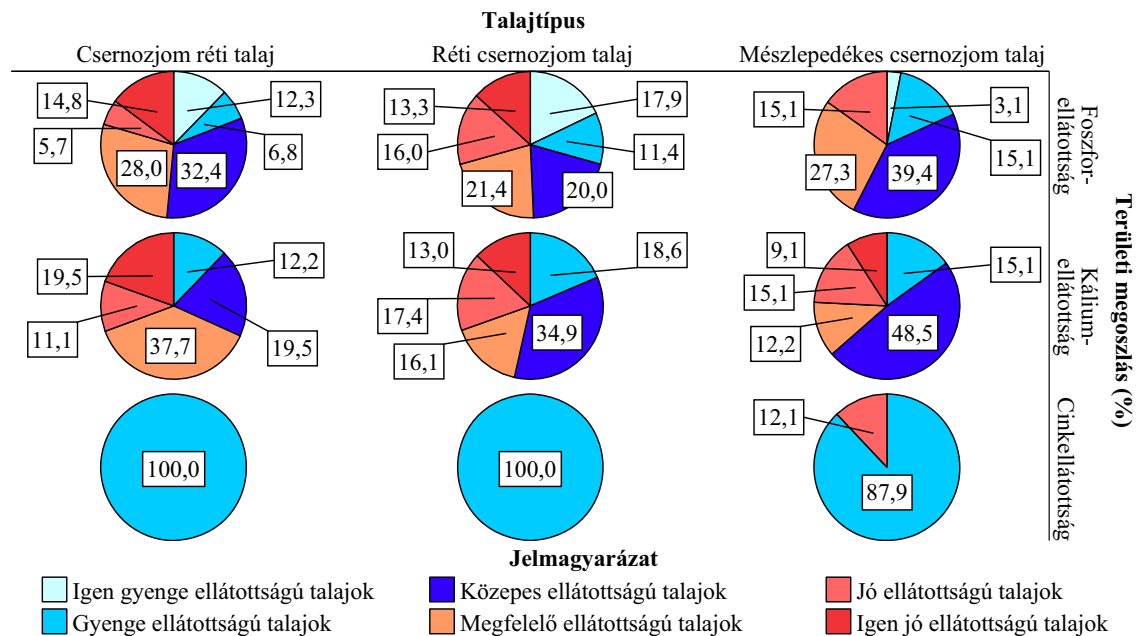 Talajtípus
Csernozjom réti talaj
Réti csernozjom talaj
Mészlepedékes csernozjom talaj
14,8
12,3
5,7
6,8
28,0
32,4
13,3
17,9
16,0
11,4
21,4
20,0
15,1
3,1
15,1
27,3
39,4
Foszfor-
ellátottság
19,5
12,2
11,1
19,5
37,7
13,0
18,6
17,4
16,1
34,9
9,1
15,1
15,1
12,2
48,5
Kálium-
ellátottság
100,0
100,0
12,1
87,9
Cinkellátottság
Területi megoszlás (%)
Jelmagyarázat
Igen gyenge ellátottságú talajok
Közepes ellátottságú talajok
Jó ellátottságú talajok
Gyenge ellátottságú talajok
Megfelelő ellátottságú talajok
Igen jó ellátottságú talajok